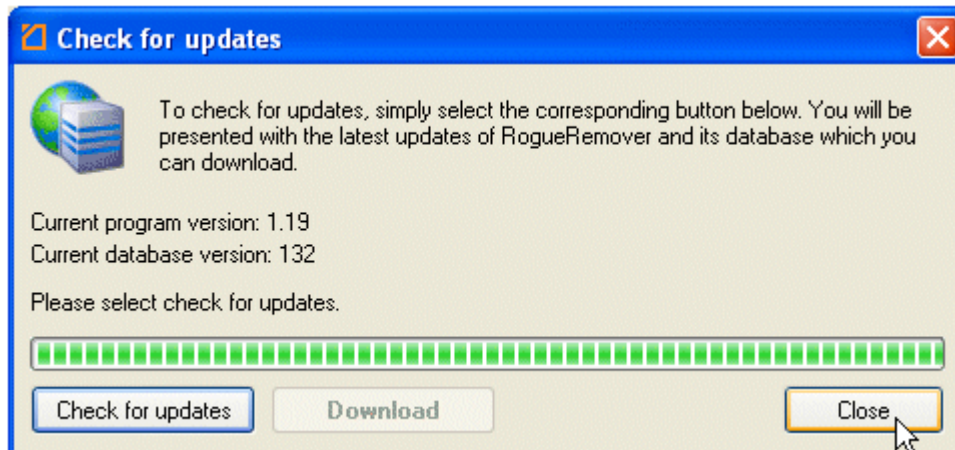 Check for updates
To check for updates, simply select the corresponding button below. You will be
presented with the latest updates of RogueRemover and its database which you
can download.
Current program version: 1.19
Current database version: 132
Please select check for updates.
Check for updates Download Close